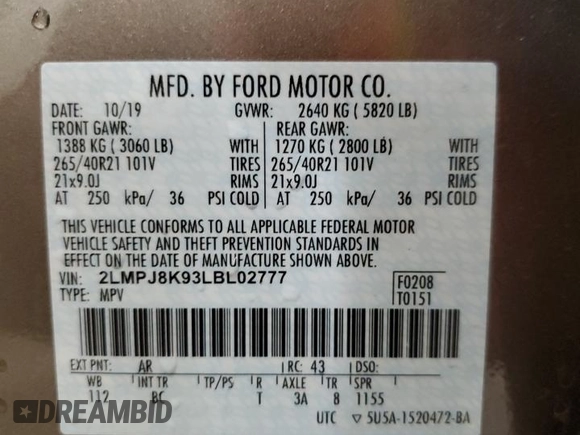 MFD. BY FORD MOTOR CO.
DATE: 10/19 GVWR: 2640 KG ( 5820 LB)
FRONT GAWR: REAR GAWR:
1388 KG ( 3060 LB) WITH 1270 KG ( 2800 LB) WITH
265/40R21 101V TIRES 265/40R21 101V TIRES
21x9.0J RIMS 21x9.0J RIMS
AT 250 kPa/ 36 PSI COLD AT 250 kPa/ 36 PSI COLD
THIS VEHICLE CONFORMS TO ALL APPLICABLE FEDERAL MOTOR
VEHICLE SAFETY AND THEFT PREVENTION STANDARDS IN
EFFECT ON THE DATE OF MANUFACTURE SHOWN ABOVE.
VIN: 2LMPJ8K93LBL02777 F0208
TYPE: MPV T0151
EXT PNT: AR RC: 43 DSO:
WB INT TR TP/PS R AXLE TR SPR
112 BC T 3A 8 1155
UTC ▽ 5U5A-1520472-BA
DREAMBID